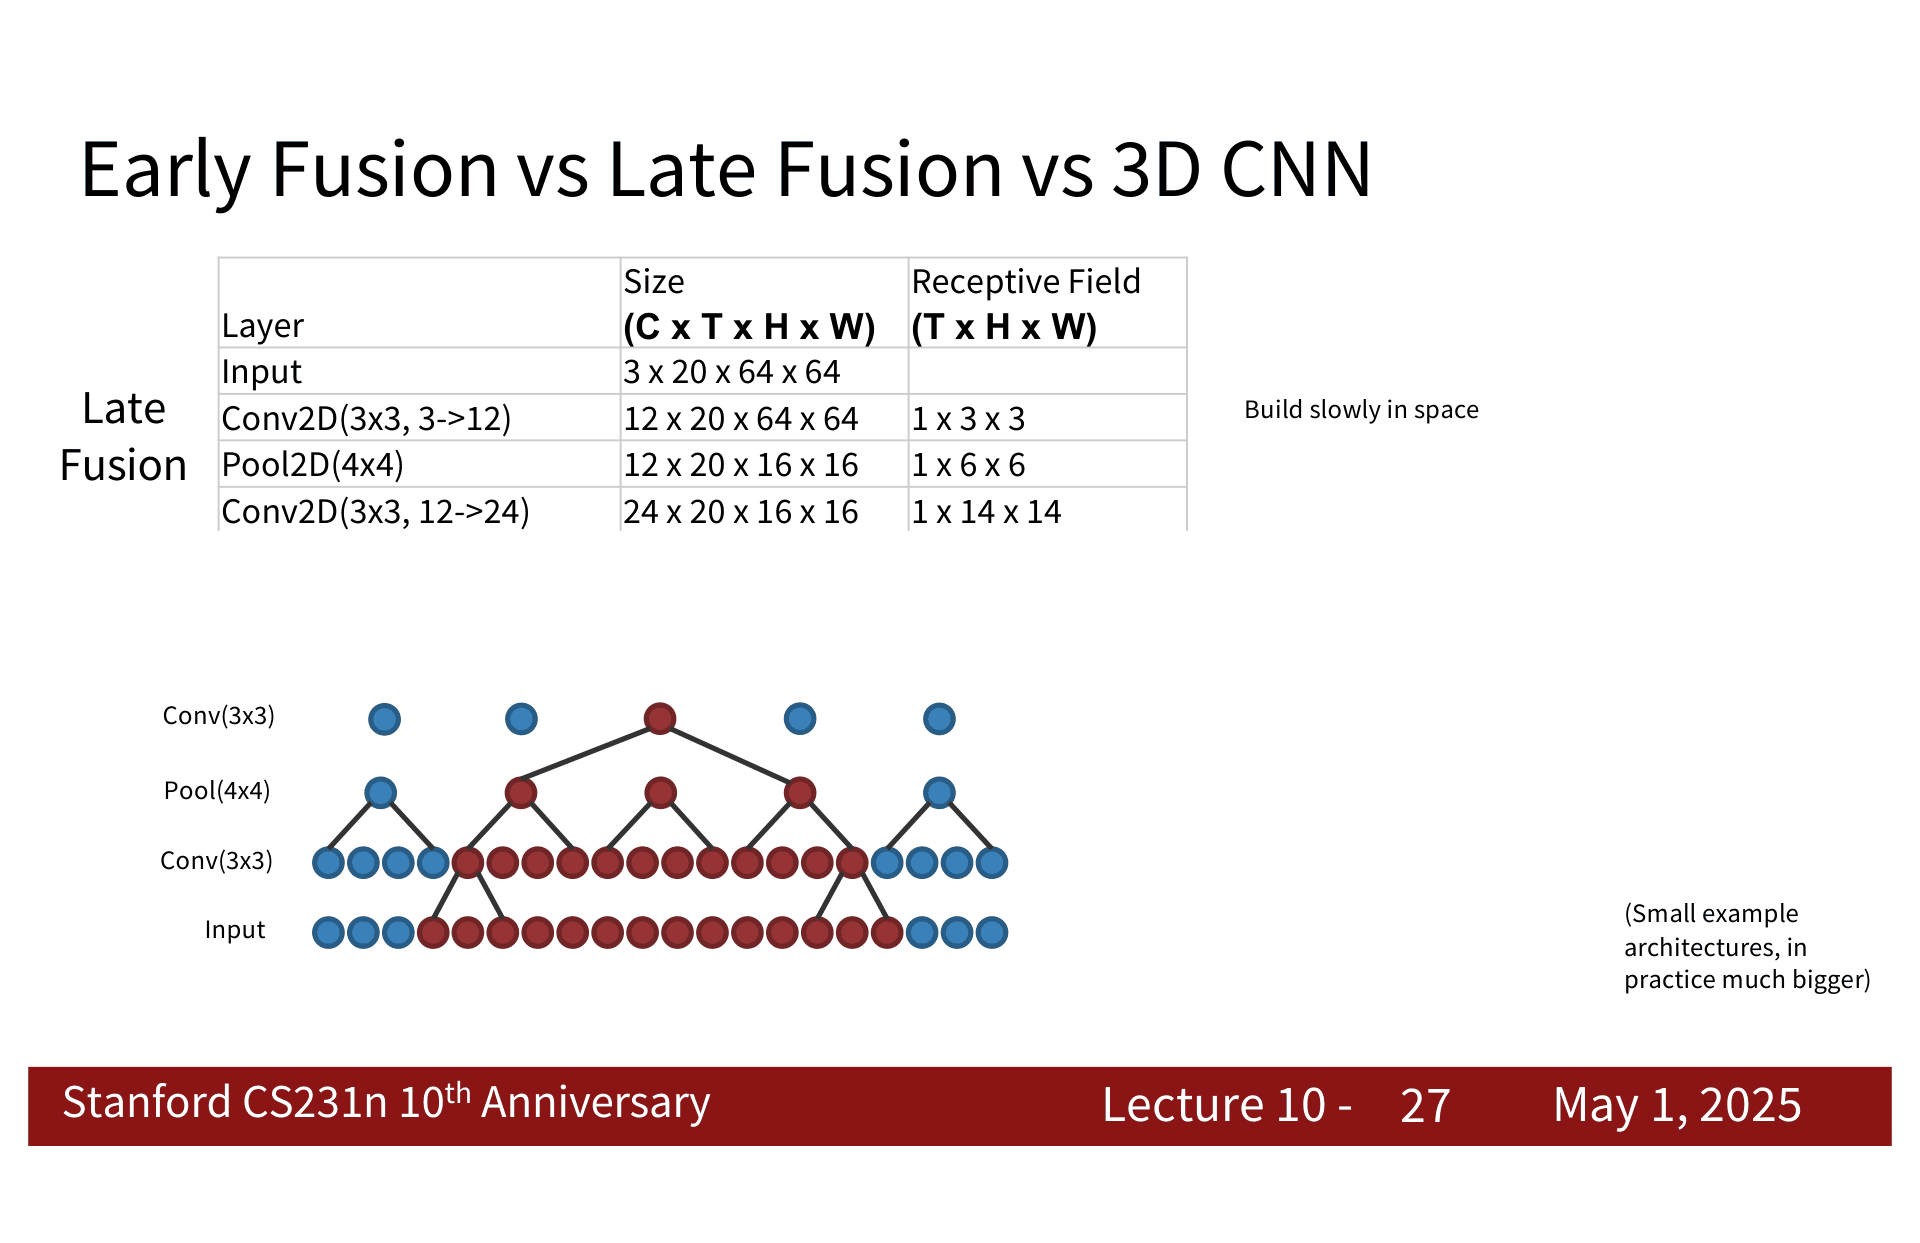 Early Fusion vs Late Fusion vs 3D CNN
Layer Size (C x T x H x W) Receptive Field (T x H x W)
Input 3 x 20 x 64 x 64
Conv2D(3x3, 3->12) 12 x 20 x 64 x 64 1 x 3 x 3
Pool2D(4x4) 12 x 20 x 16 x 16 1 x 6 x 6
Conv2D(3x3, 12->24) 24 x 20 x 16 x 16 1 x 14 x 14
Late
Fusion
Build slowly in space
Conv(3x3)
Pool(4x4)
Conv(3x3)
Input
(Small example
architectures, in
practice much bigger)
Stanford CS231n 10th Anniversary Lecture 10 - 27 May 1, 2025